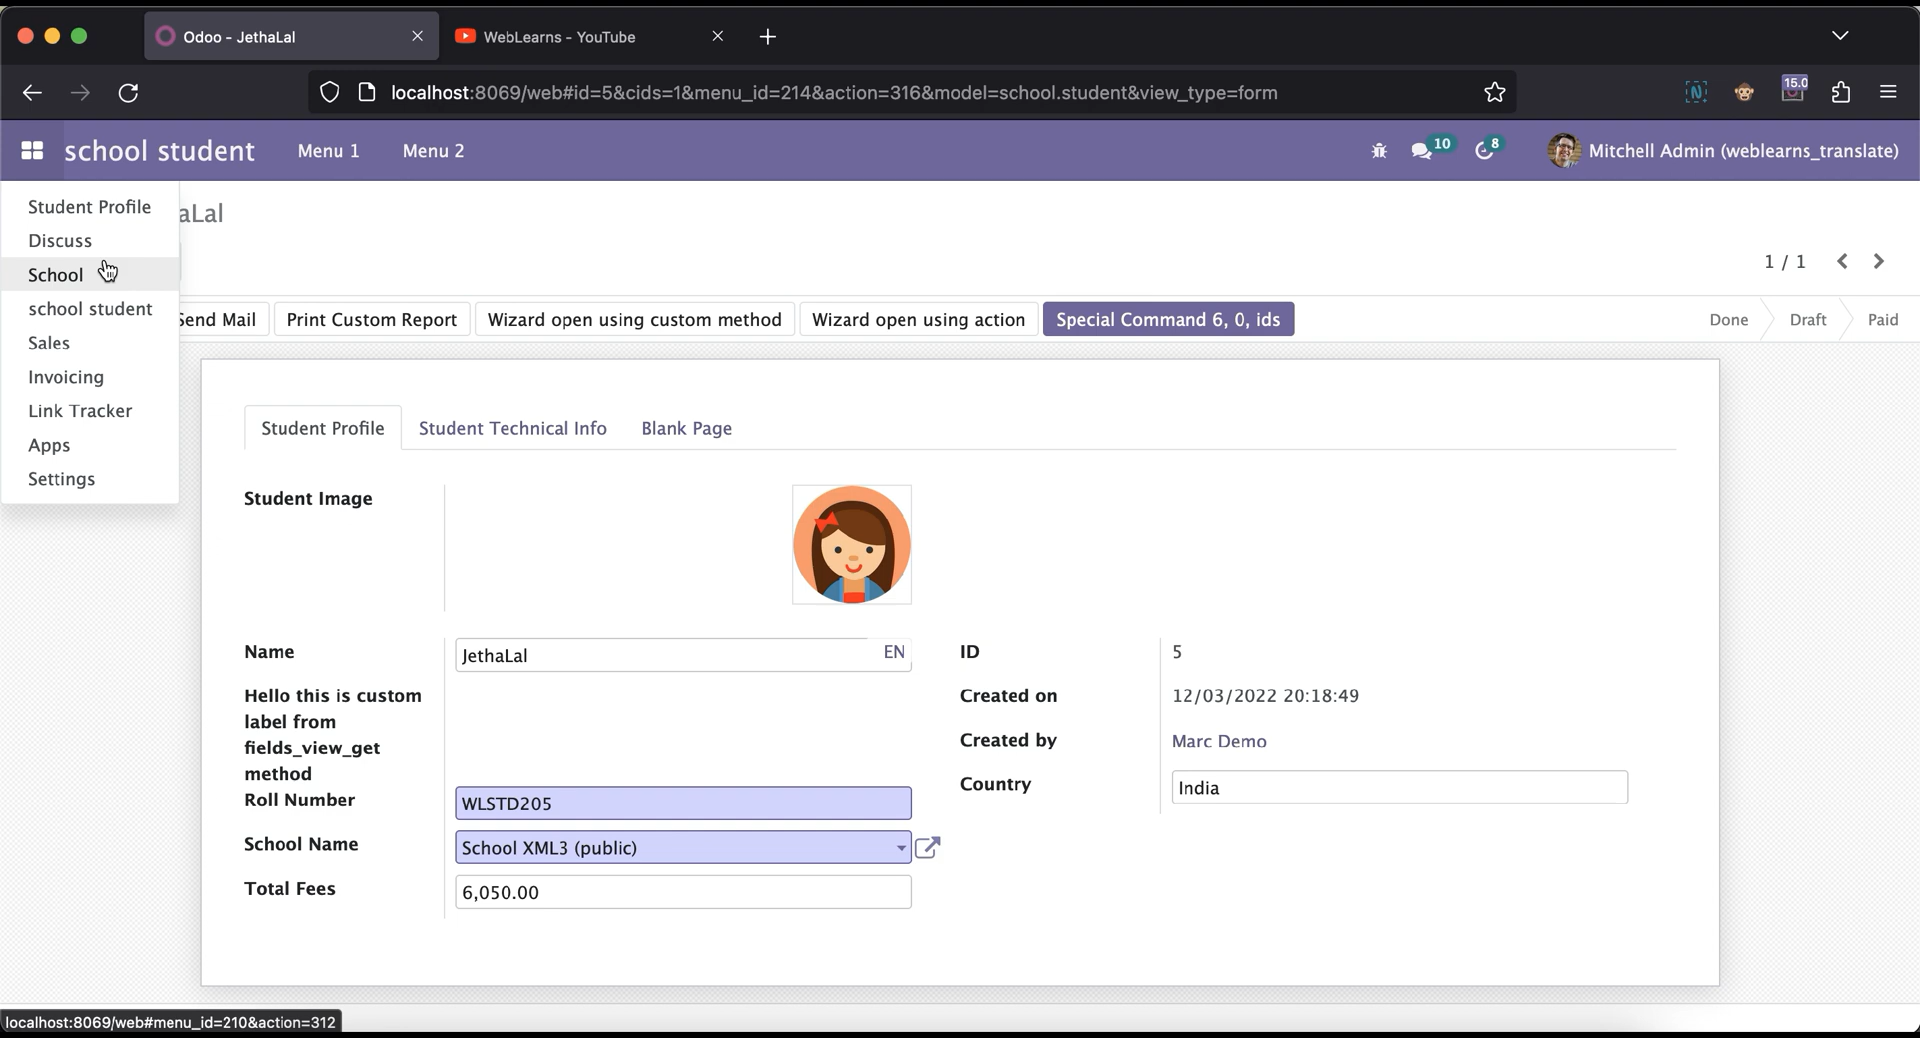 Odoo - JethaLal
WebLearns - YouTube
localhost:8069/web#id=5&cids=1&menu_id=214&action=316&model=school.student&view_type=form
15.0
school student Menu 1 Menu 2
10 8 Mitchell Admin (weblearns_translate)
Student Profile
Discuss
School
school student
Sales
Invoicing
Link Tracker
Apps
Settings
aLal
1 / 1
Send Mail Print Custom Report Wizard open using custom method Wizard open using action Special Command 6, 0, ids Done Draft Paid
Student Profile Student Technical Info Blank Page
Student Image
Name JethaLal EN
Hello this is custom
label from
fields_view_get
method
Roll Number WLSTD205
School Name School XML3 (public)
Total Fees 6,050.00
ID 5
Created on 12/03/2022 20:18:49
Created by Marc Demo
Country India
localhost:8069/web#menu_id=210&action=312